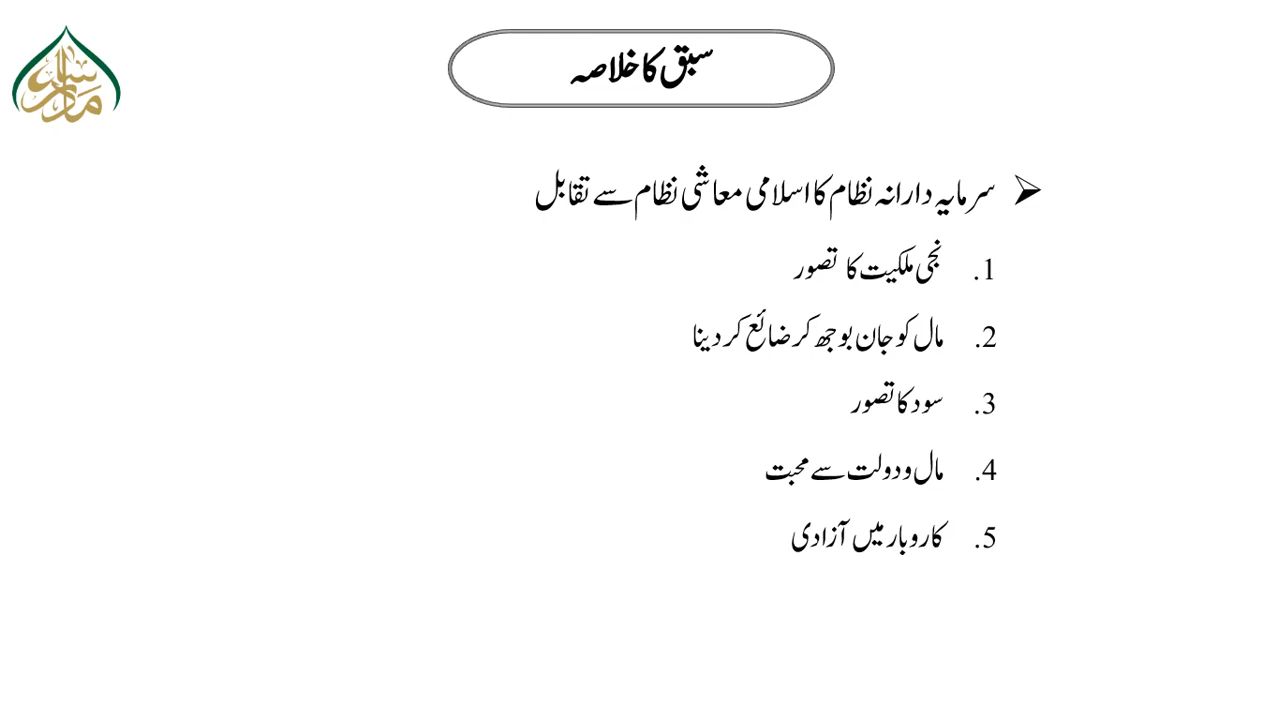 سبق کا خلاصہ
سرمایہ دارانہ نظام کا اسلامی معاشی نظام سے تقابل
1. نجی ملکیت کا تصور
2. مال کو جان بوجھ کر ضائع کر دینا
3. سود کا تصور
4. مال و دولت سے محبت
5. کاروبار میں آزادی